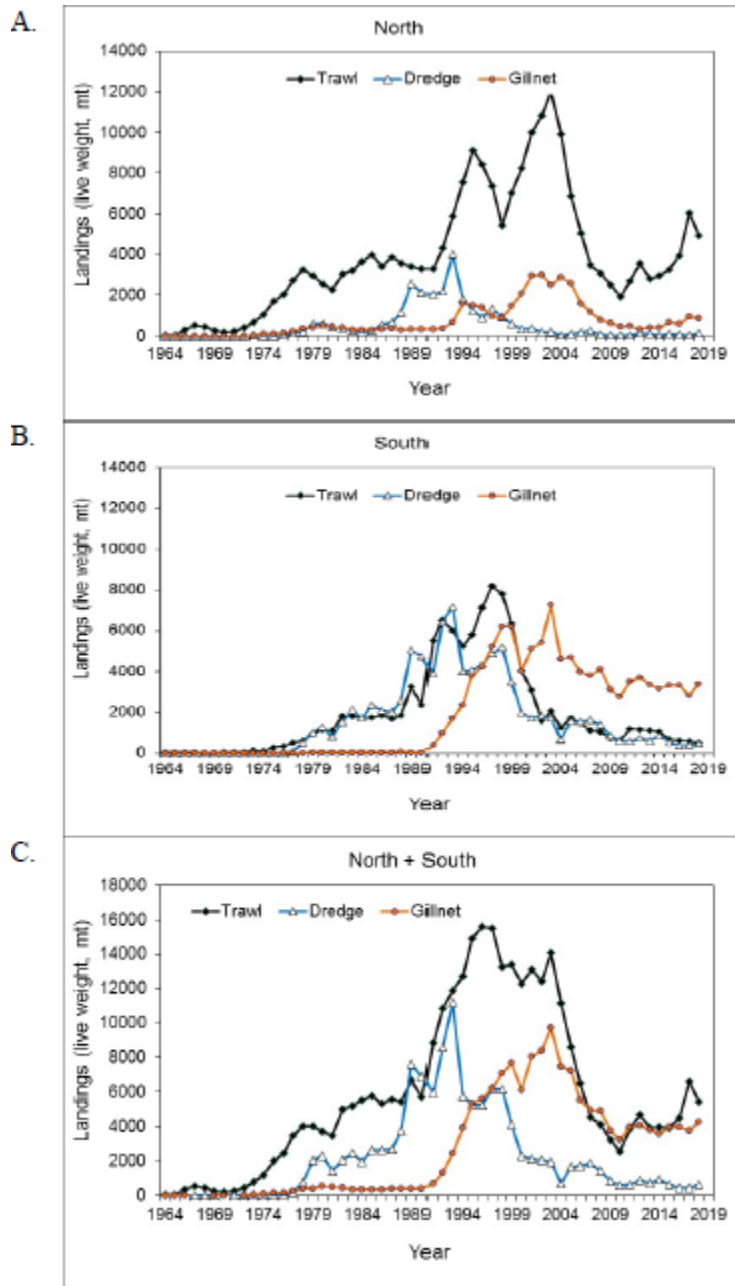 A.
North
Trawl Dredge Gillnet
14000
12000
10000
8000
6000
4000
2000
0
Landings (live weight, mt)
1964 1969 1974 1979 1984 1989 1994 1999 2004 2009 2014 2019
Year
B.
South
Trawl Dredge Gillnet
14000
12000
10000
8000
6000
4000
2000
0
Landings (live weight, mt)
1964 1969 1974 1979 1984 1989 1994 1999 2004 2009 2014 2019
Year
C.
North + South
Trawl Dredge Gillnet
18000
16000
14000
12000
10000
8000
6000
4000
2000
0
Landings (live weight, mt)
1964 1969 1974 1979 1984 1989 1994 1999 2004 2009 2014 2019
Year